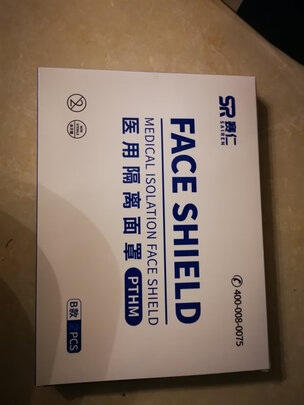 SR 赛仁
SAIREN
FACE SHIELD
MEDICAL ISOLATION FACE SHIELD
医用隔离面罩 PTHM
B款 2PCS
400-008-0075